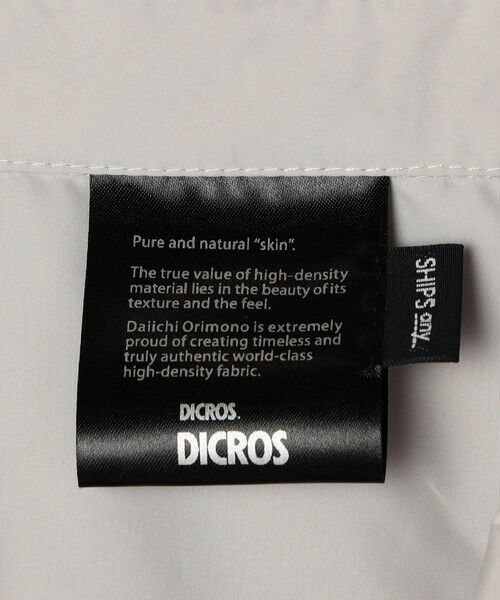 Pure and natural “skin”.
The true value of high-density
material lies in the beauty of its
texture and the feel.
Daiichi Orimono is extremely
proud of creating timeless and
truly authentic world-class
high-density fabric.
DICROS.
DICROS
SHIPS any.